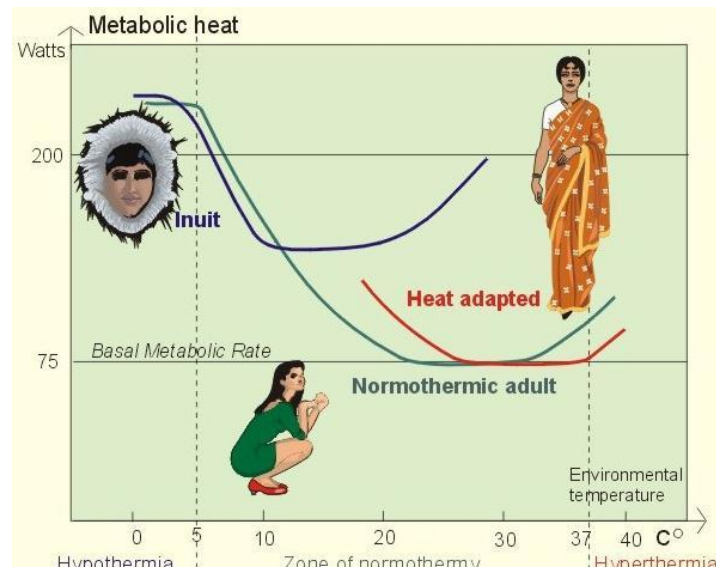 Metabolic heat
Watts
200
Inuit
Heat adapted
Basal Metabolic Rate
75
Normothermic adult
Environmental
temperature
0 5 10 20 30 37 40 C°
Hypothermia Zone of normothermy Hyperthermia